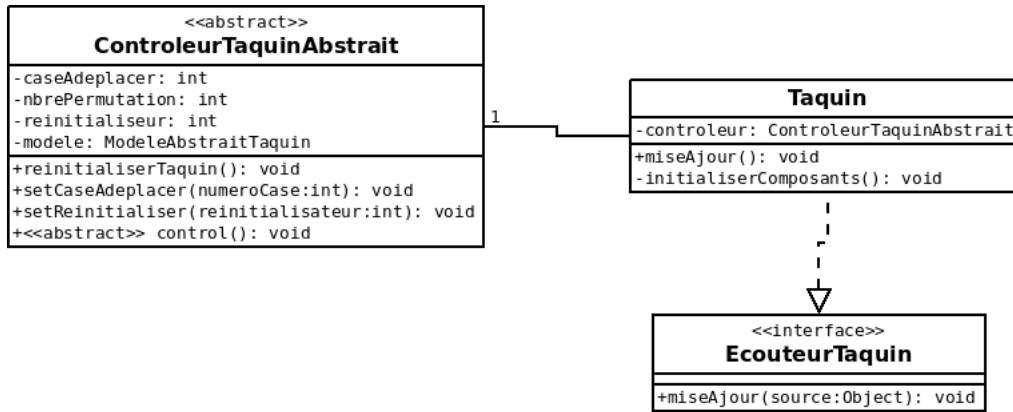 <<abstract>>
ControleurTaquinAbstrait
-caseAdeplacer: int
-nbrePermutation: int
-reinitialiseur: int
-modele: ModeleAbstraitTaquin
+reinitialiserTaquin(): void
+setCaseAdeplacer(numeroCase:int): void
+setReinitialiser(reinitialisateur:int): void
+<<abstract>> control(): void
1
Taquin
-controleur: ControleurTaquinAbstrait
+miseAjour(): void
-initialiserComposants(): void
<<interface>>
EcouteurTaquin
+miseAjour(source:Object): void